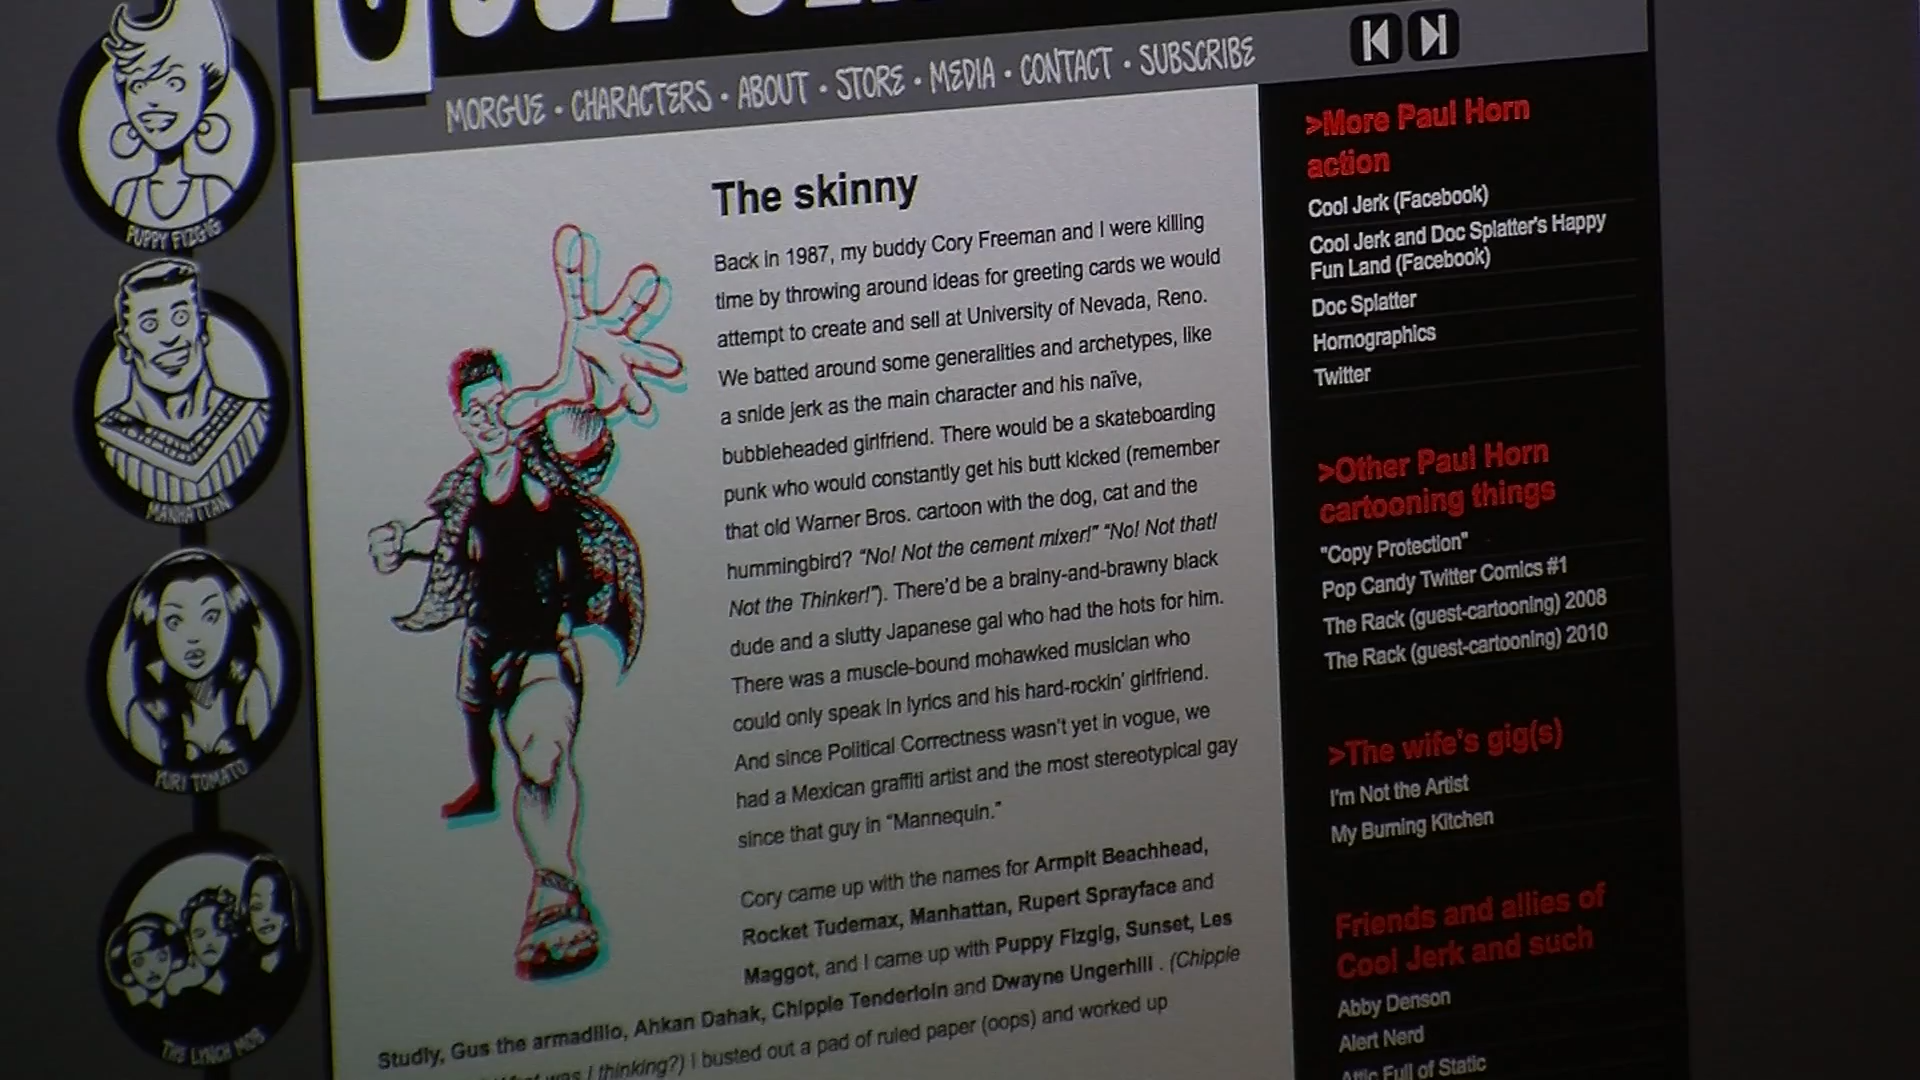 MORGUE • CHARACTERS • ABOUT • STORE • MEDIA • CONTACT • SUBSCRIBE
PUPPY FIZGIG
MANHATTAN
YURI TOMATO
THE LYNCH MOB
The skinny
Back in 1987, my buddy Cory Freeman and I were killing
time by throwing around ideas for greeting cards we would
attempt to create and sell at University of Nevada, Reno.
We batted around some generalities and archetypes, like
a snide jerk as the main character and his naïve,
bubbleheaded girlfriend. There would be a skateboarding
punk who would constantly get his butt kicked (remember
that old Warner Bros. cartoon with the dog, cat and the
hummingbird? “No! Not the cement mixer!” “No! Not that!
Not the Thinker!”). There’d be a brainy-and-brawny black
dude and a slutty Japanese gal who had the hots for him.
There was a muscle-bound mohawked musician who
could only speak in lyrics and his hard-rockin’ girlfriend.
And since Political Correctness wasn’t yet in vogue, we
had a Mexican graffiti artist and the most stereotypical gay
since that guy in “Mannequin.”
Cory came up with the names for Armpit Beachhead,
Rocket Tudemax, Manhattan, Rupert Sprayface and
Maggot, and I came up with Puppy Fizgig, Sunset, Les
Studly, Gus the armadillo, Ahkan Dahak, Chipple Tenderloin and Dwayne Ungerhill . (Chipple
was I thinking?) I busted out a pad of ruled paper (oops) and worked up
>More Paul Horn
action
Cool Jerk (Facebook)
Cool Jerk and Doc Splatter's Happy
Fun Land (Facebook)
Doc Splatter
Hornographics
Twitter
>Other Paul Horn
cartooning things
"Copy Protection"
Pop Candy Twitter Comics #1
The Rack (guest-cartooning) 2008
The Rack (guest-cartooning) 2010
>The wife's gig(s)
I'm Not the Artist
My Burning Kitchen
Friends and allies of
Cool Jerk and such
Abby Denson
Alert Nerd
Attic Full of Static